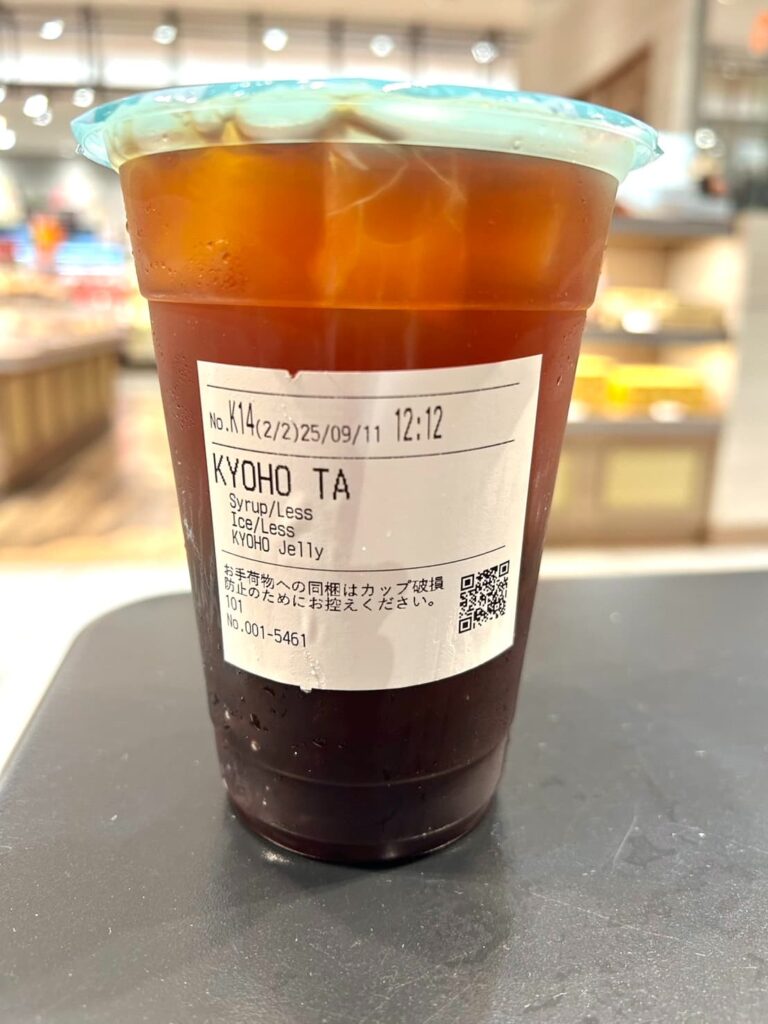 No.K14(2/2)25/09/11 12:12
KYOHO TA
Syrup/Less
Ice/Less
KYOHO Jelly
お手荷物への同梱はカップ破損
防止のためにお控えください。
101
No.001-5461